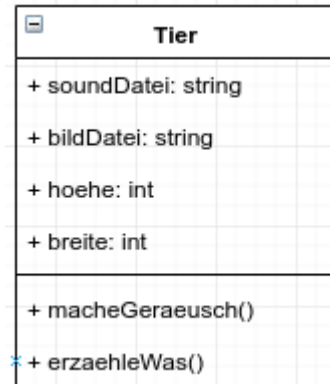 Tier
+ soundDatei: string
+ bildDatei: string
+ hoehe: int
+ breite: int
+ macheGeraeusch()
+ erzaehleWas()